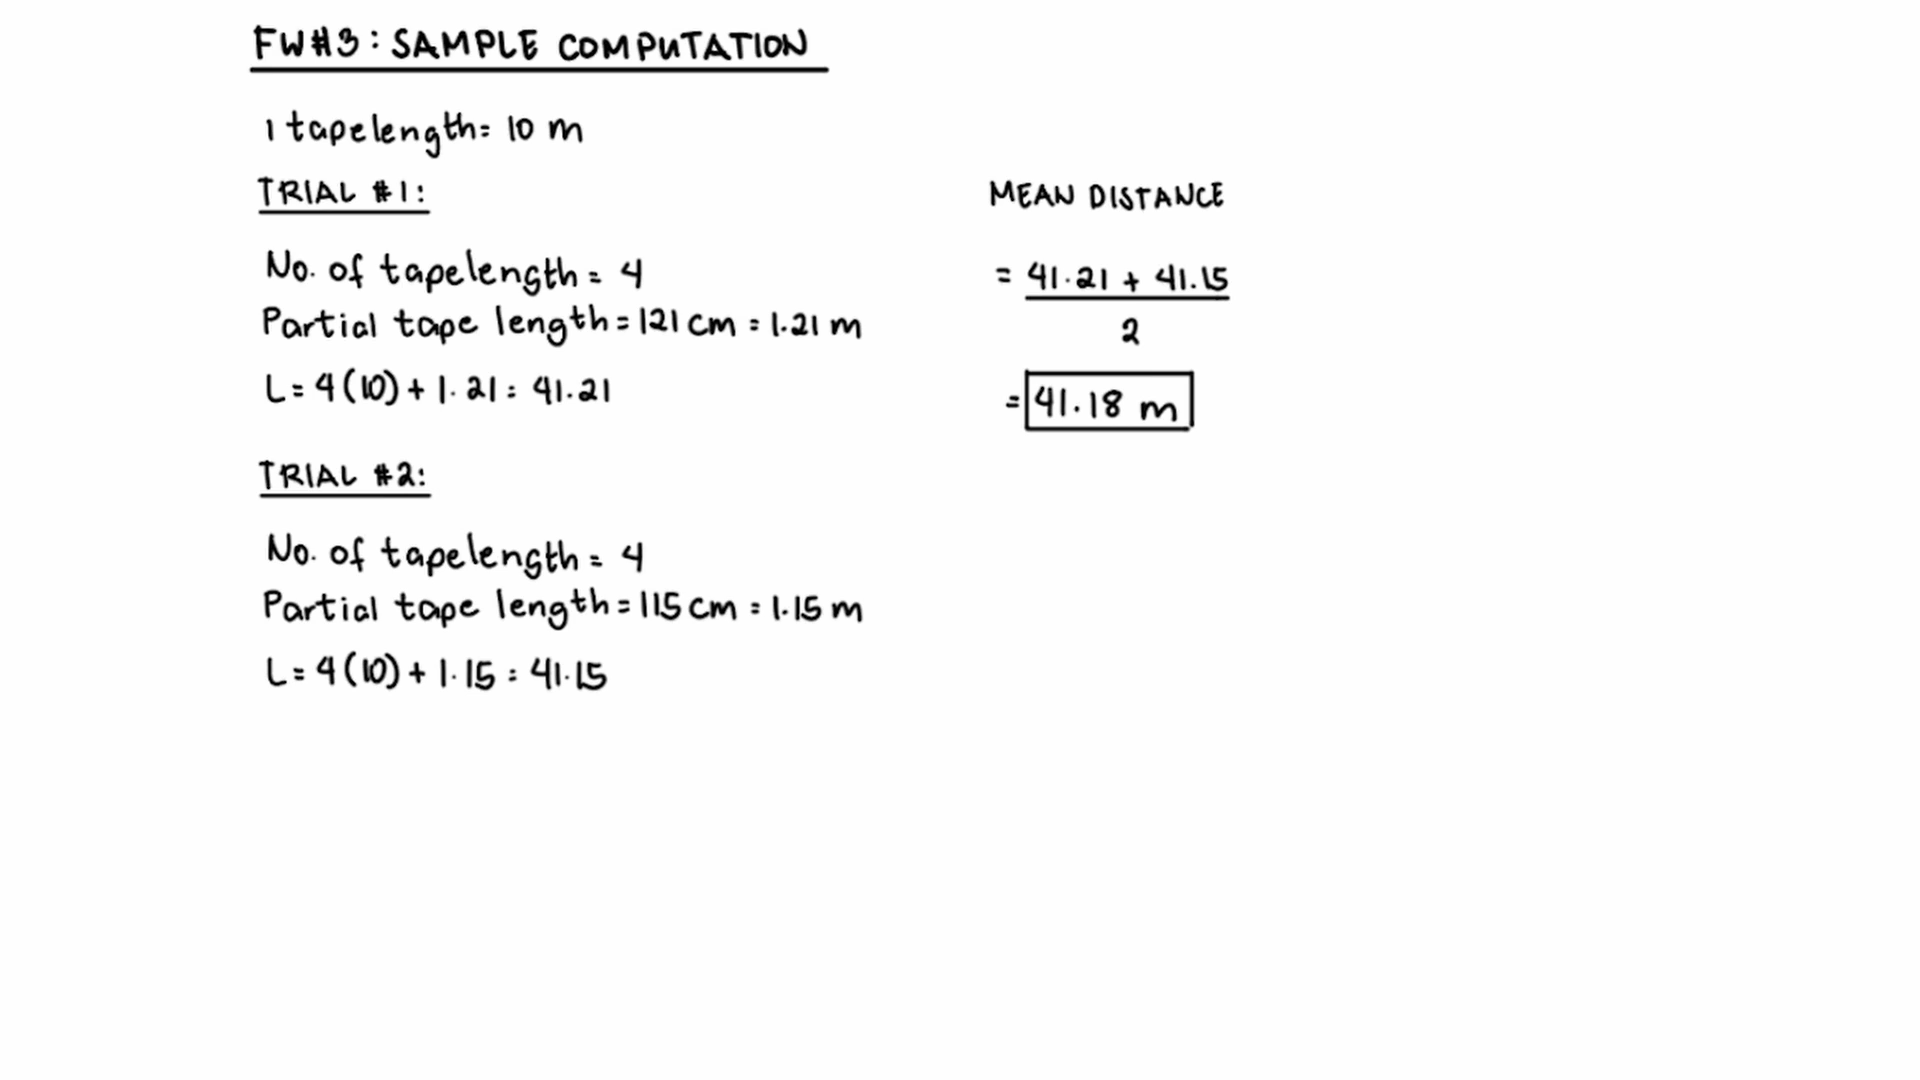 FW#3: SAMPLE COMPUTATION
1 tapelength= 10 m
TRIAL #1:
No. of tapelength = 4
Partial tape length = 121 cm = 1.21 m
L = 4(10) + 1.21 = 41.21
TRIAL #2:
No. of tapelength = 4
Partial tape length = 115 cm = 1.15 m
L = 4(10) + 1.15 = 41.15
MEAN DISTANCE
= 41.21 + 41.15
2
= 41.18 m